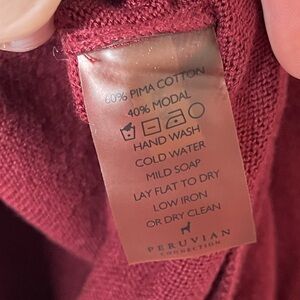 60% PIMA COTTON
40% MODAL
HAND WASH
COLD WATER
MILD SOAP
LAY FLAT TO DRY
LOW IRON
OR DRY CLEAN
PERUVIAN
CONNECTION